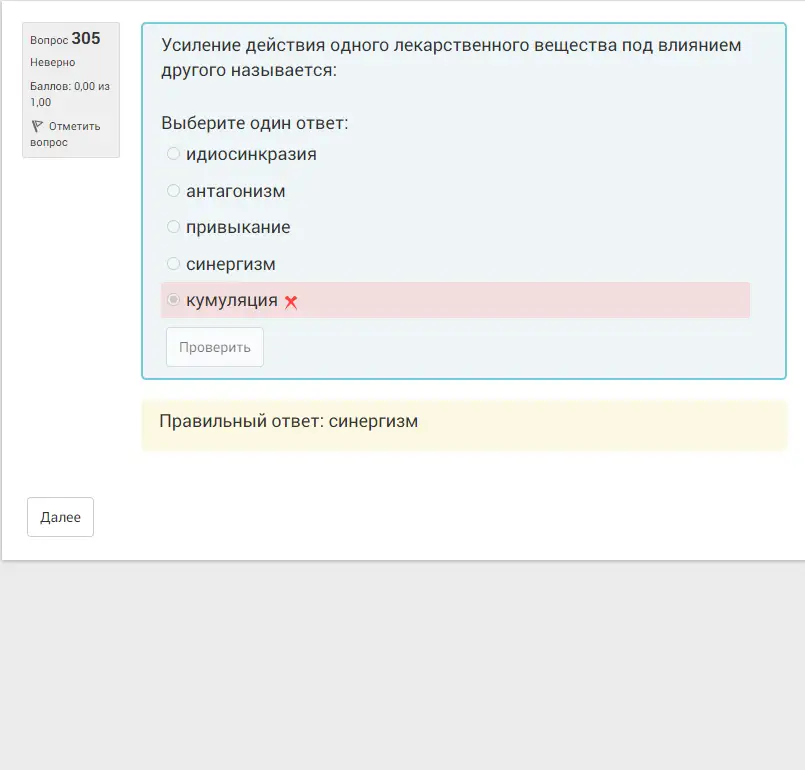 Вопрос 305
Неверно
Баллов: 0,00 из
1,00
Отметить
вопрос
Усиление действия одного лекарственного вещества под влиянием
другого называется:
Выберите один ответ:
идиосинкразия
антагонизм
привыкание
синергизм
кумуляция
Проверить
Правильный ответ: синергизм
Далее